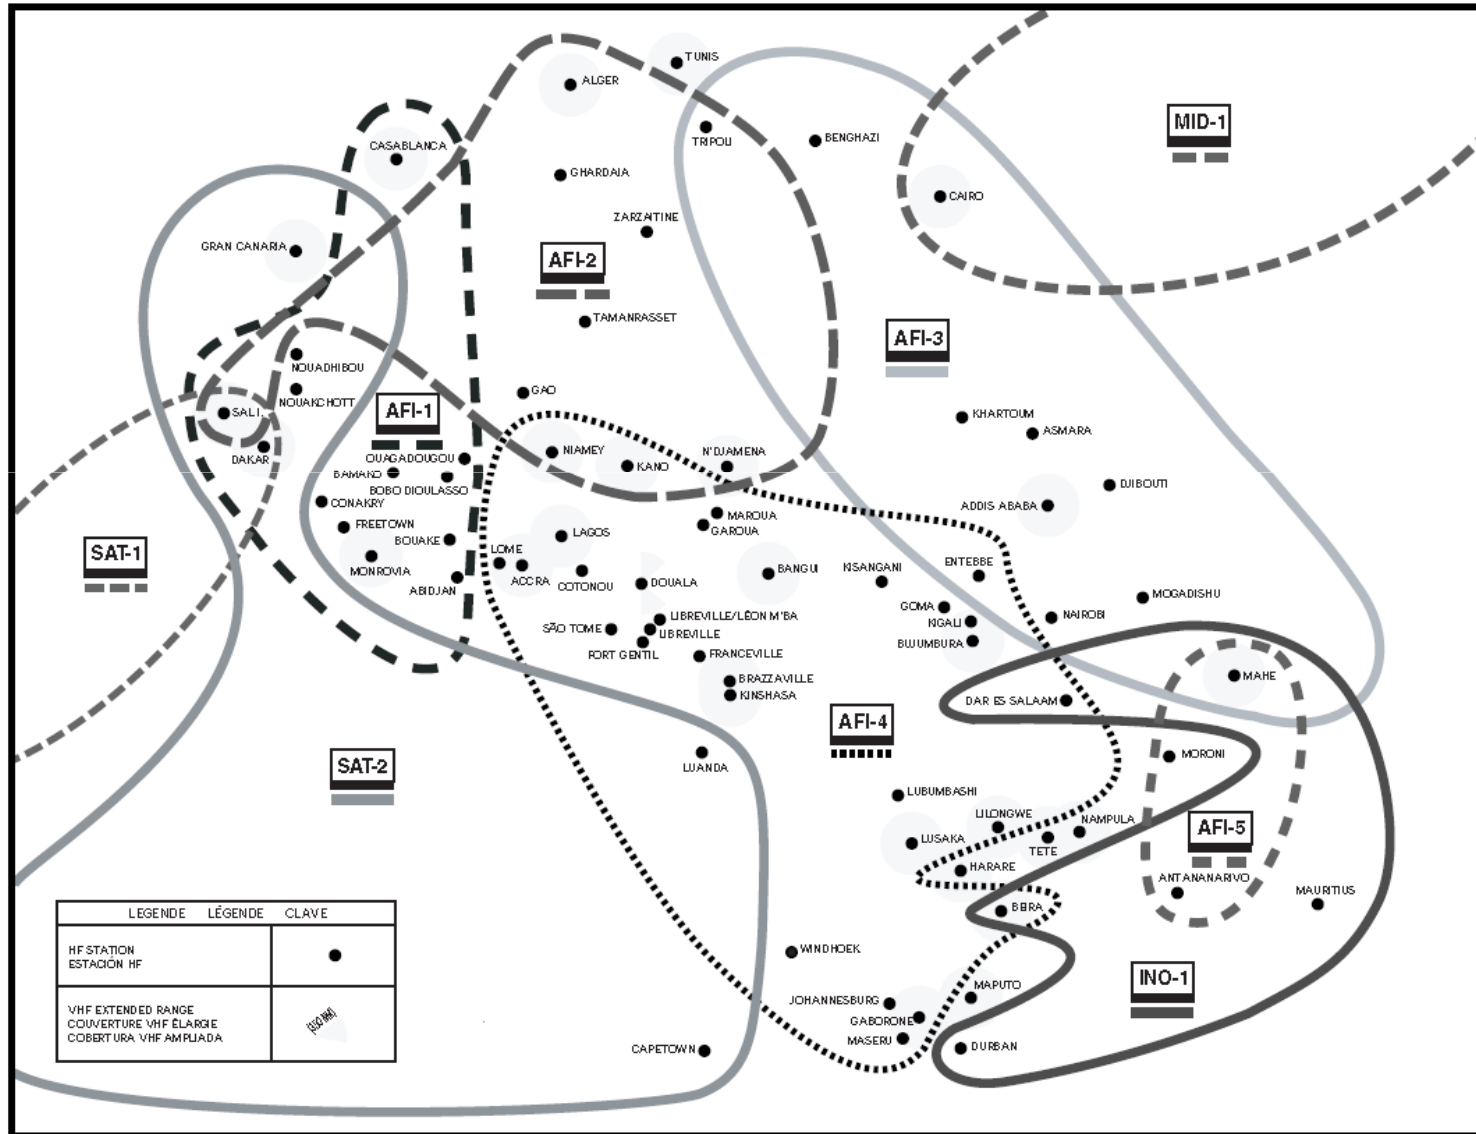 TUNIS
ALGER
MID-1
CASABLANCA
TRIPOLI
BENGHAZI
GHARDAIA
CAIRO
ZARZAITINE
GRAN CANARIA
AFI-2
TAMANRASSET
AFI-3
NOUADHIBOU
GAO
NOUAKCHOTT
SAL I.
AFI-1
KHARTOUM
ASMARA
DAKAR
OUAGADOUGOU
NIAMEY
N'DJAMENA
KANO
BAMAKO
BOBO DIOULASSO
DJIBOUTI
CONAKRY
ADDIS ABABA
MAROUA
FREETOWN
GAROUA
LAGOS
BOUAKE
SAT-1
LOME
MONROVIA
ACCRA
BANGUI
KISANGANI
ENTEBBE
COTONOU
DOUALA
ABIDJAN
MOGADISHU
GOMA
LIBREVILLE/LÉON M'BA
NAIROBI
KIGALI
SÃO TOME
LIBREVILLE
BUJUMBURA
PORT GENTIL
FRANCEVILLE
MAHE
BRAZZAVILLE
KINSHASA
DAR ES SALAAM
AFI-4
MORONI
SAT-2
LUANDA
LUBUMBASHI
LILONGWE
NAMPULA
AFI-5
LUSAKA
TETE
HARARE
ANTANANARIVO
MAURITIUS
BEIRA
LEGENDE LÉGENDE CLAVE
HF STATION
ESTACIÓN HF
WINDHOEK
INO-1
MAPUTO
JOHANNESBURG
VHF EXTENDED RANGE
COUVERTURE VHF ÉLARGIE
COBERTURA VHF AMPLIADA
GABORONE
MASERU
DURBAN
CAPETOWN